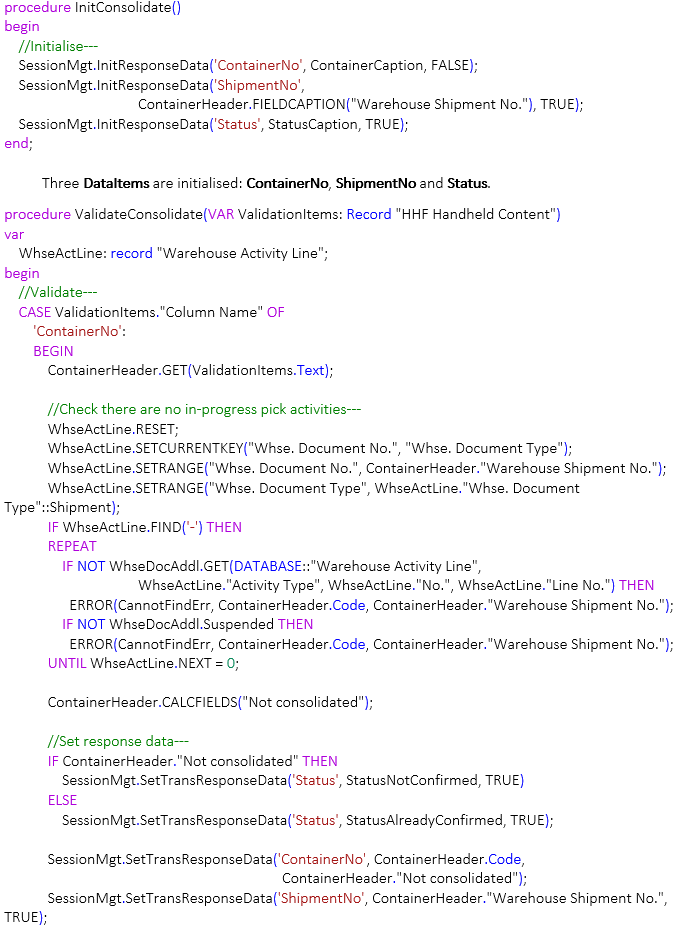 procedure InitConsolidate()
begin
//Initialise---
SessionMgt.InitResponseData('ContainerNo', ContainerCaption, FALSE);
SessionMgt.InitResponseData('ShipmentNo',
ContainerHeader.FIELDCAPTION("Warehouse Shipment No."), TRUE);
SessionMgt.InitResponseData('Status', StatusCaption, TRUE);
end;
Three DataItems are initialised: ContainerNo, ShipmentNo and Status.
procedure ValidateConsolidate(VAR ValidationItems: Record "HHF Handheld Content")
var
WhseActLine: record "Warehouse Activity Line";
begin
//Validate---
CASE ValidationItems."Column Name" OF
'ContainerNo':
BEGIN
ContainerHeader.GET(ValidationItems.Text);
//Check there are no in-progress pick activities---
WhseActLine.RESET;
WhseActLine.SETCURRENTKEY("Whse. Document No.", "Whse. Document Type");
WhseActLine.SETRANGE("Whse. Document No.", ContainerHeader."Warehouse Shipment No.");
WhseActLine.SETRANGE("Whse. Document Type", WhseActLine."Whse. Document
Type"::Shipment);
IF WhseActLine.FIND('-') THEN
REPEAT
IF NOT WhseDocAddl.GET(DATABASE::"Warehouse Activity Line",
WhseActLine."Activity Type", WhseActLine."No.", WhseActLine."Line No.") THEN
ERROR(CannotFindErr, ContainerHeader.Code, ContainerHeader."Warehouse Shipment No.");
IF NOT WhseDocAddl.Suspended THEN
ERROR(CannotFindErr, ContainerHeader.Code, ContainerHeader."Warehouse Shipment No.");
UNTIL WhseActLine.NEXT = 0;
ContainerHeader.CALCFIELDS("Not consolidated");
//Set response data---
IF ContainerHeader."Not consolidated" THEN
SessionMgt.SetTransResponseData('Status', StatusNotConfirmed, TRUE)
ELSE
SessionMgt.SetTransResponseData('Status', StatusAlreadyConfirmed, TRUE);
SessionMgt.SetTransResponseData('ContainerNo', ContainerHeader.Code,
ContainerHeader."Not consolidated");
SessionMgt.SetTransResponseData('ShipmentNo', ContainerHeader."Warehouse Shipment No.",
TRUE);